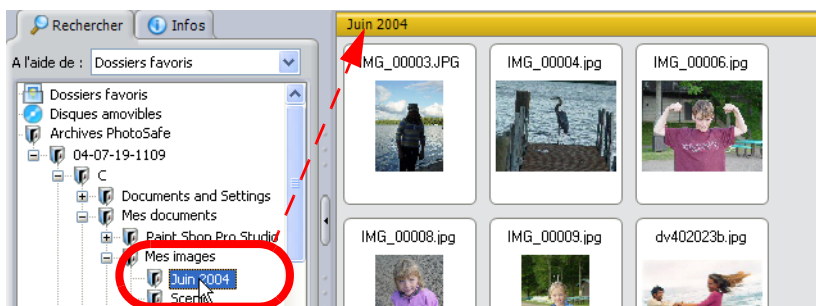 Rechercher
Infos
Juin 2004
A l'aide de : Dossiers favoris
Dossiers favoris
Disques amovibles
Archives PhotoSafe
04-07-19-1109
C
Documents and Settings
Mes documents
Paint Shop Pro Studio
Mes images
Juin 2004
IMG_00003.JPG
IMG_00004.jpg
IMG_00006.jpg
IMG_00008.jpg
IMG_00009.jpg
dv402023b.jpg